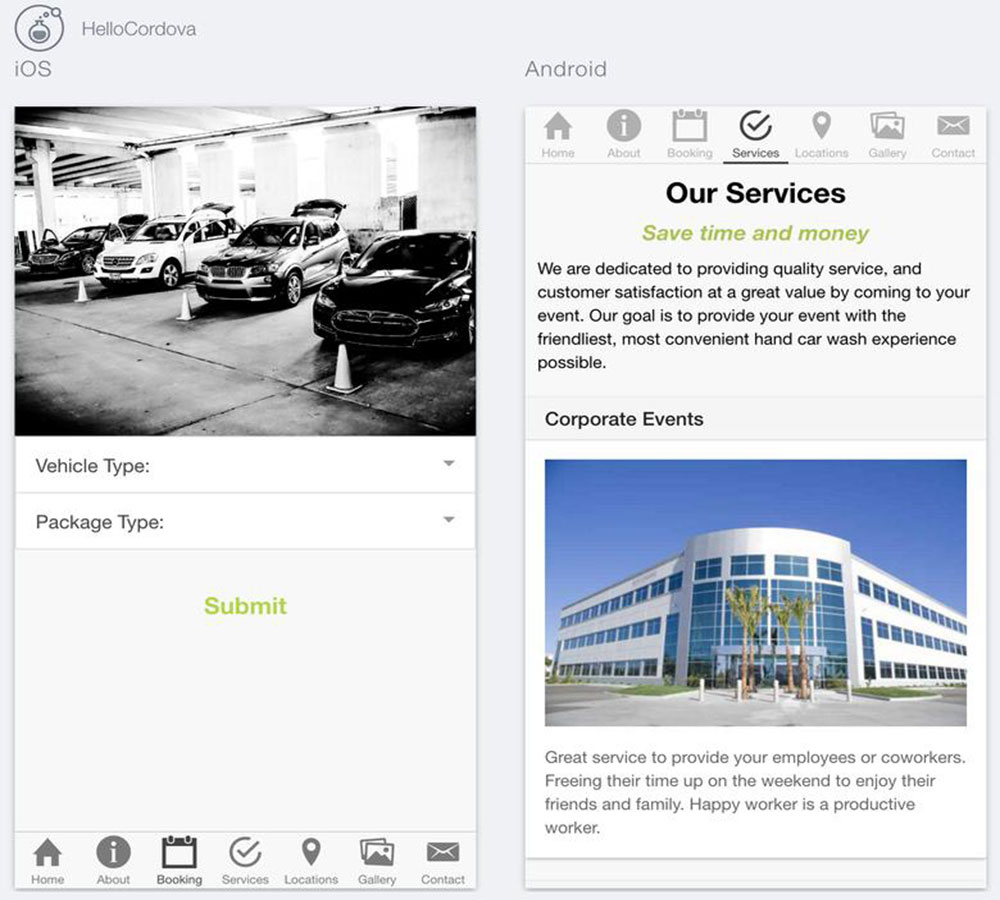 HelloCordova
iOS
Vehicle Type:
Package Type:
Submit
Home About Booking Services Locations Gallery Contact
Android
Home About Booking Services Locations Gallery Contact
Our Services
Save time and money
We are dedicated to providing quality service, and
customer satisfaction at a great value by coming to your
event. Our goal is to provide your event with the
friendliest, most convenient hand car wash experience
possible.
Corporate Events
Great service to provide your employees or coworkers.
Freeing their time up on the weekend to enjoy their
friends and family. Happy worker is a productive
worker.